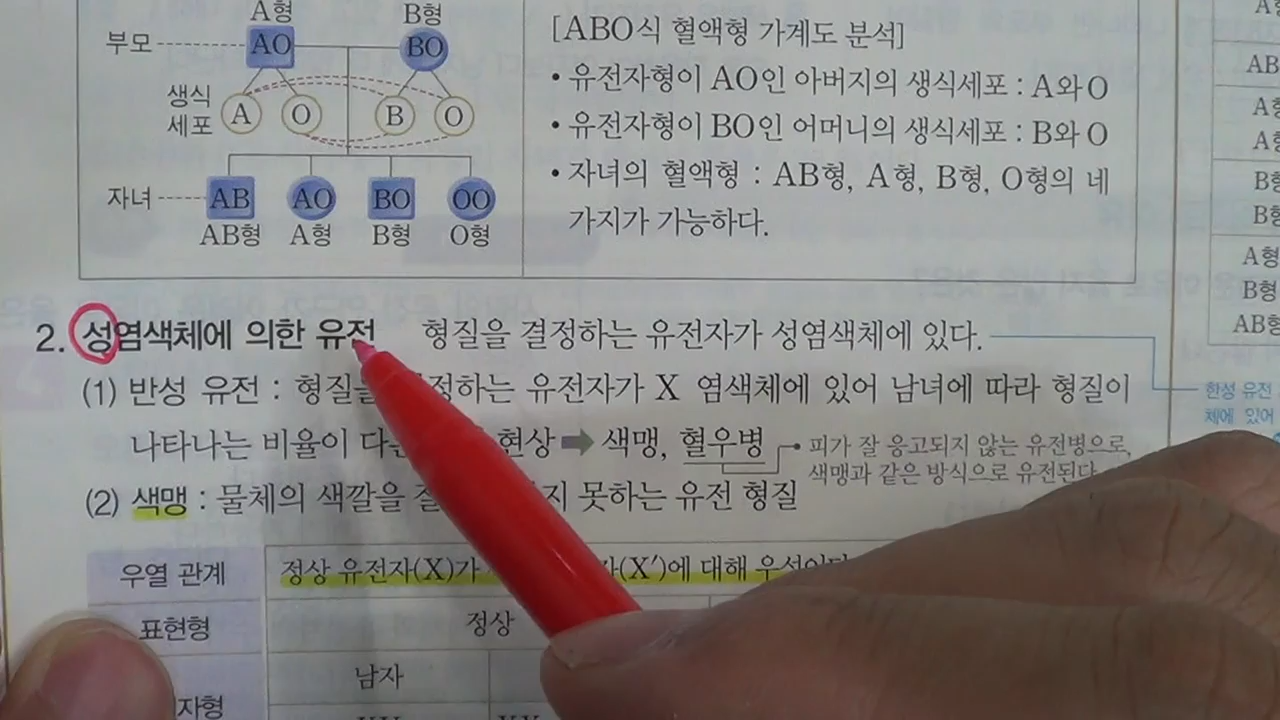 A형 B형
부모 AO BO
생식
세포 A O B O
자녀 AB AO BO OO
AB형 A형 B형 O형
[ABO식 혈액형 가계도 분석]
• 유전자형이 AO인 아버지의 생식세포 : A와 O
• 유전자형이 BO인 어머니의 생식세포 : B와 O
• 자녀의 혈액형 : AB형, A형, B형, O형의 네
가지가 가능하다.
2. 성염색체에 의한 유전 형질을 결정하는 유전자가 성염색체에 있다.
(1) 반성 유전 : 형질을 정하는 유전자가 X 염색체에 있어 남녀에 따라 형질이
나타나는 비율이 다 현상 ➡ 색맹, 혈우병
피가 잘 응고되지 않는 유전병으로,
색맹과 같은 방식으로 유전된다.
(2) 색맹 : 물체의 색깔을 지 못하는 유전 형질
우열 관계 정상 유전자(X)가 (X′)에 대해 우성이다
표현형 정상
남자
자형
한성 유전
체에 있어
AB
A형
A형
B형
B형
A형
B형
AB형